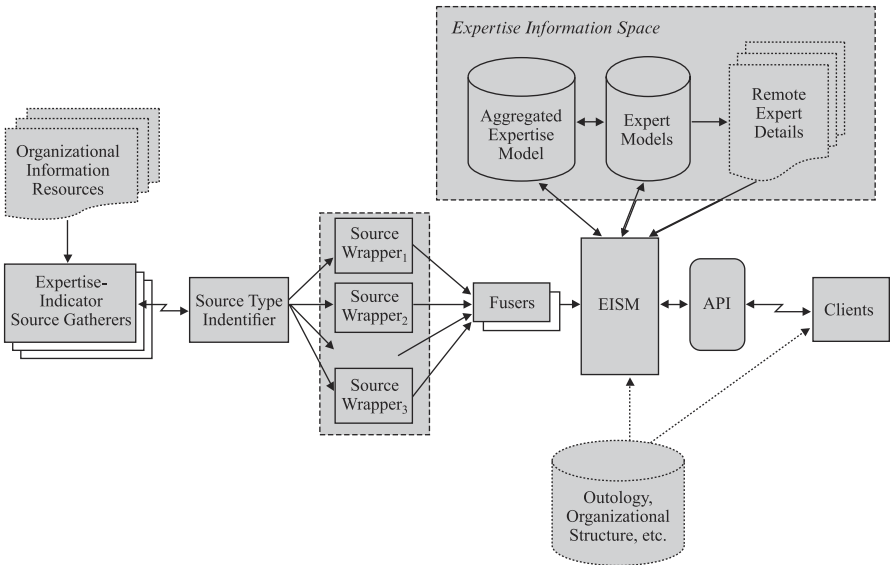 Expertise Information Space
Aggregated
Expertise
Model
Expert
Models
Remote
Expert
Details
Organizational
Information
Resources
Expertise-
Indicator
Source Gatherers
Source Type
Indentifier
Source
Wrapper₁
Source
Wrapper₂
Source
Wrapper₃
Fusers
EISM
API
Clients
Outology,
Organizational
Structure, etc.